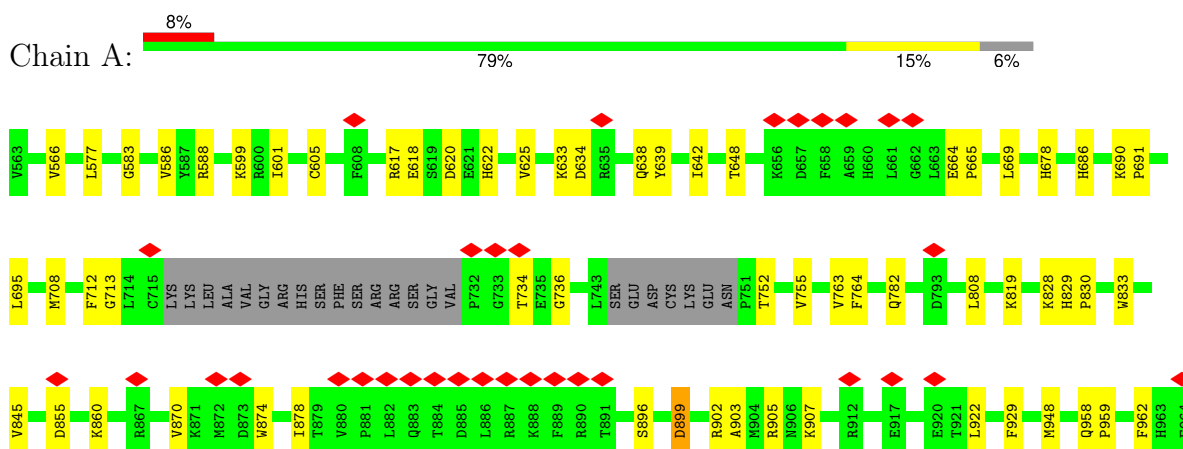 8%
Chain A:
79% 15% 6%
V563 V566 L577 G583 V586 Y587 R588 K599 R600 I601 C605 F608 R617 E618 S619 D620 E621 H622 V625 K633 D634 R635 Q638 Y639 I642 T648 K656 D657 F658 A659 H660 L661 G662 L663 E664 P665 L669 H678 H686 K690 P691
L695 M708 F712 G713 L714 C715 LYS LYS LEU ALA VAL GLY ARG HIS SER PHE SER ARG ARG SER GLY VAL P732 G733 T734 E735 G736 L743 SER GLU ASP CYS LYS GLU ASN P751 T752 V755 V763 F764 Q782 D793 L808 K819 K828 H829 P830 W833
V845 D855 K860 R867 V870 K871 M872 D873 W874 I878 T879 V880 P881 L882 Q883 T884 D885 L886 R887 K888 F889 R890 T891 S896 D899 R902 A903 M904 R905 N906 K907 R912 E917 E920 T921 L922 F929 M948 Q958 P959 F962 H963